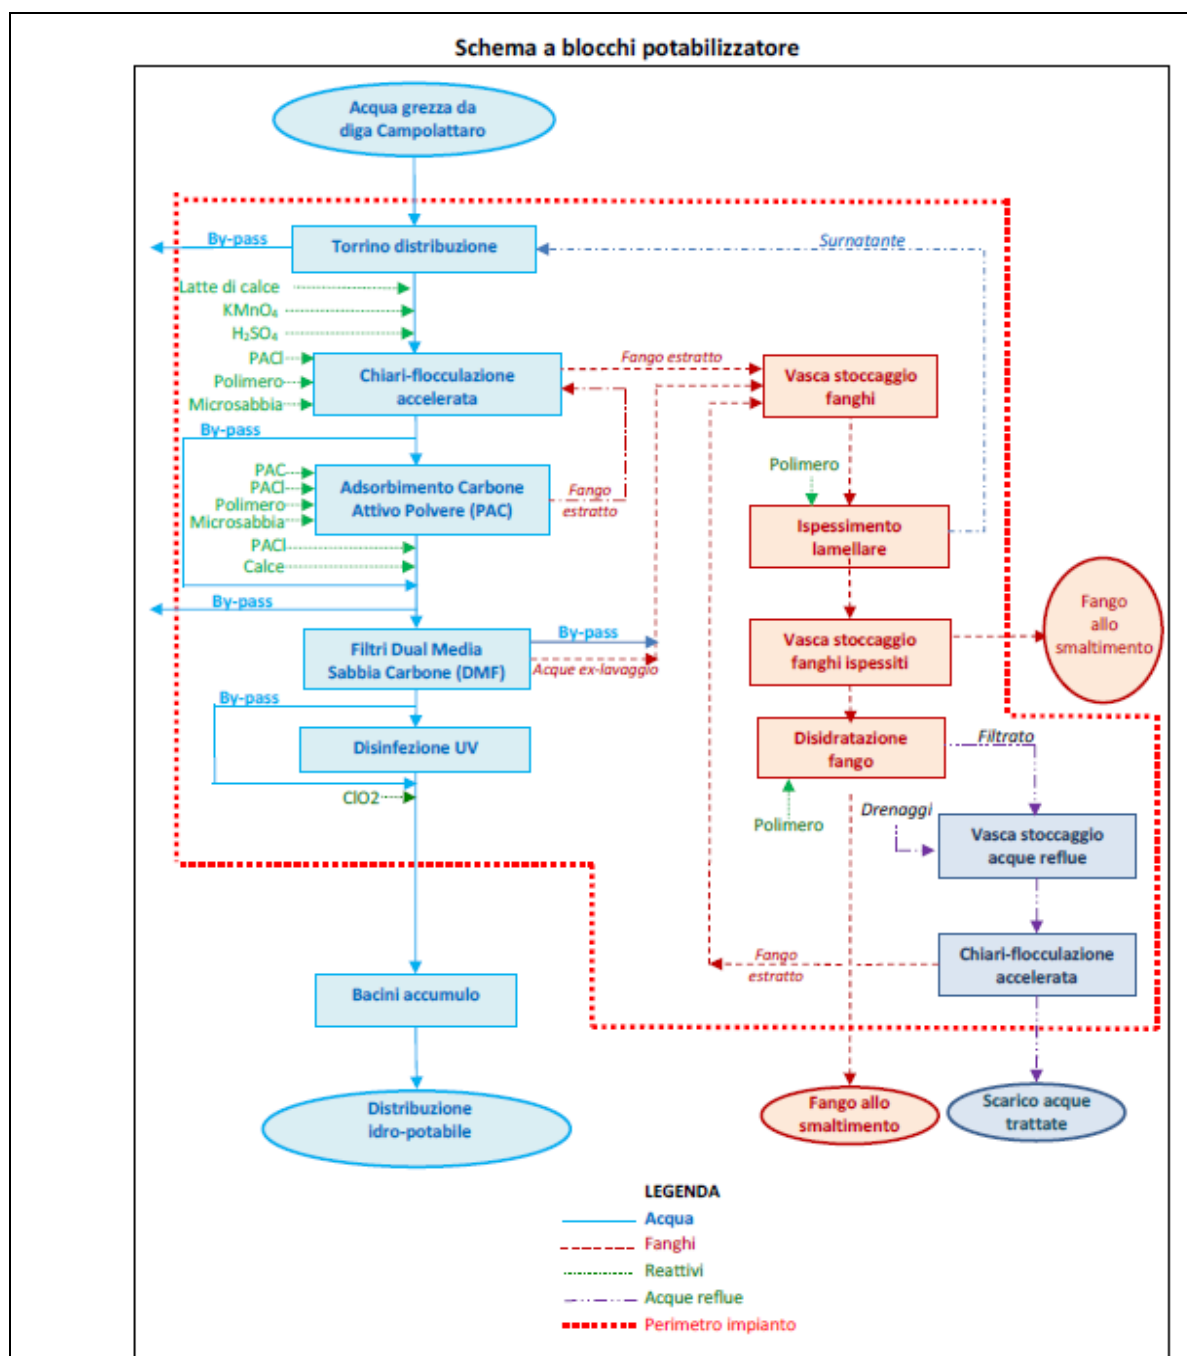 Schema a blocchi potabilizzatore
Acqua grezza da
diga Campolattaro
By-pass
Torrino distribuzione
Surnatante
Latte di calce
KMnO₄
H₂SO₄
PACl
Polimero
Microsabbia
Chiari-flocculazione
accelerata
Fango estratto
Vasca stoccaggio
fanghi
By-pass
PAC
PACl
Polimero
Microsabbia
Adsorbimento Carbone
Attivo Polvere (PAC)
Fango
estratto
Polimero
Ispessimento
lamellare
PACl
Calce
By-pass
Fango
allo
smaltimento
Filtri Dual Media
Sabbia Carbone (DMF)
By-pass
Acque ex-lavaggio
Vasca stoccaggio
fanghi ispessiti
By-pass
Disinfezione UV
ClO2
Disidratazione
fango
Filtrato
Polimero
Drenaggi
Vasca stoccaggio
acque reflue
Fango
estratto
Chiari-flocculazione
accelerata
Bacini accumulo
Distribuzione
idro-potabile
Fango allo
smaltimento
Scarico acque
trattate
LEGENDA
Acqua
Fanghi
Reattivi
Acque reflue
Perimetro impianto